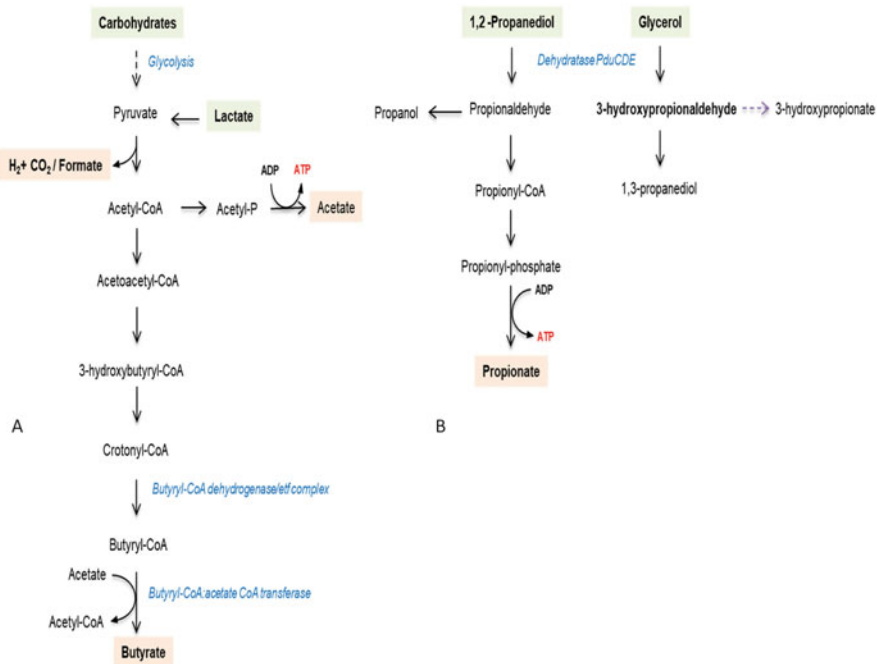 Carbohydrates
Glycolysis
Pyruvate
Lactate
H₂+ CO₂ / Formate
ADP
ATP
Acetyl-CoA
Acetyl-P
Acetate
Acetoacetyl-CoA
3-hydroxybutyryl-CoA
A
Crotonyl-CoA
Butyryl-CoA dehydrogenase/etf complex
Butyryl-CoA
Acetate
Butyryl-CoA:acetate CoA transferase
Acetyl-CoA
Butyrate
1,2 -Propanediol
Glycerol
Dehydratase PduCDE
Propanol
Propionaldehyde
3-hydroxypropionaldehyde
3-hydroxypropionate
Propionyl-CoA
1,3-propanediol
Propionyl-phosphate
ADP
ATP
Propionate
B